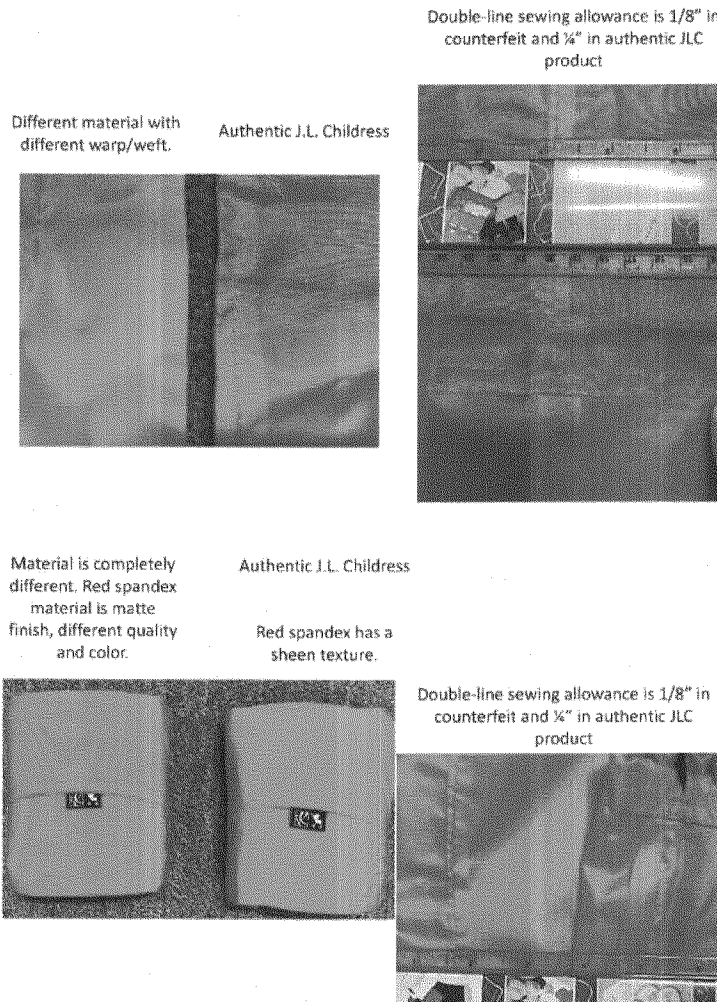 Double-line sewing allowance is 1/8" in
counterfeit and ¼" in authentic JLC
product
Different material with
different warp/weft.
Authentic J.L. Childress
Material is completely
different. Red spandex
material is matte
finish, different quality
and color.
Authentic J.L. Childress
Red spandex has a
sheen texture.
Double-line sewing allowance is 1/8" in
counterfeit and ¼" in authentic JLC
product